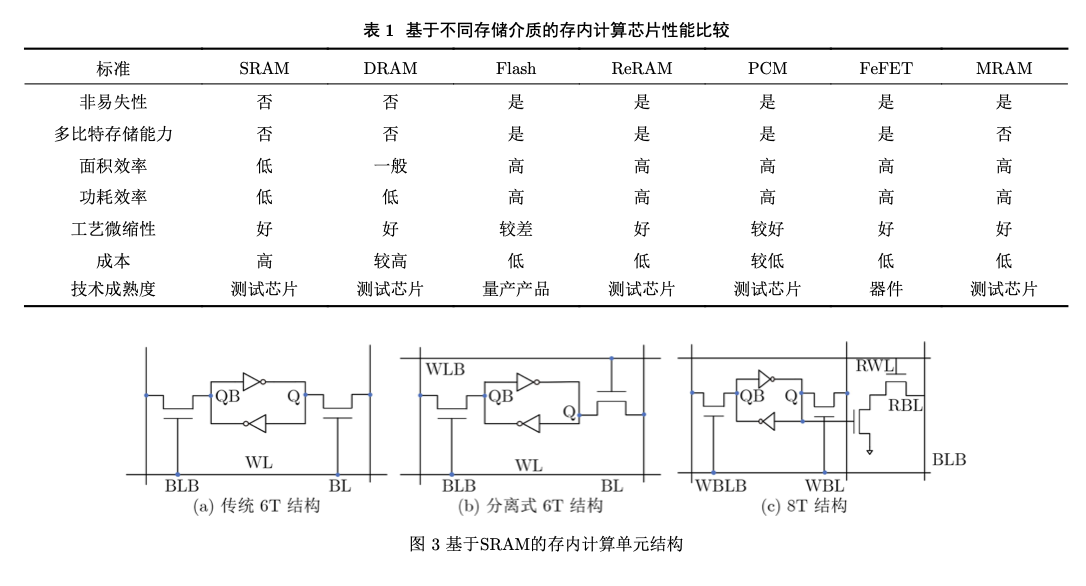 表 1 基于不同存储介质的存内计算芯片性能比较
标准 SRAM DRAM Flash ReRAM PCM FeFET MRAM
非易失性 否 否 是 是 是 是 是
多比特存储能力 否 否 是 是 是 是 否
面积效率 低 一般 高 高 高 高 高
功耗效率 低 低 高 高 高 高 高
工艺微缩性 好 好 较差 好 较好 好 好
成本 高 较高 低 低 较低 低 低
技术成熟度 测试芯片 测试芯片 量产产品 测试芯片 测试芯片 器件 测试芯片
QB Q
WL
BLB BL
(a) 传统 6T 结构
WLB
QB Q
WL
BLB BL
(b) 分离式 6T 结构
RWL
QB Q
RBL
BLB
WBLB WBL
(c) 8T 结构
图 3 基于SRAM的存内计算单元结构